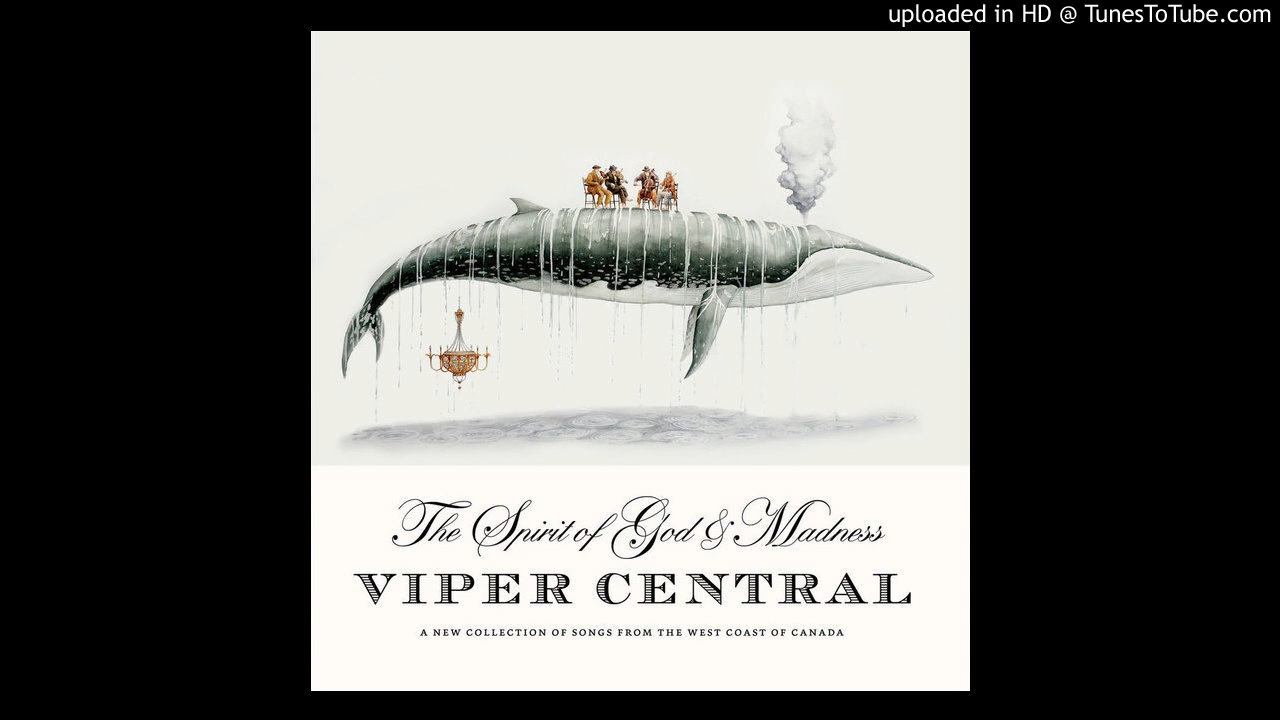 uploaded in HD @ TunesToTube.com
The Spirit of God & Madness
VIPER CENTRAL
A NEW COLLECTION OF SONGS FROM THE WEST COAST OF CANADA